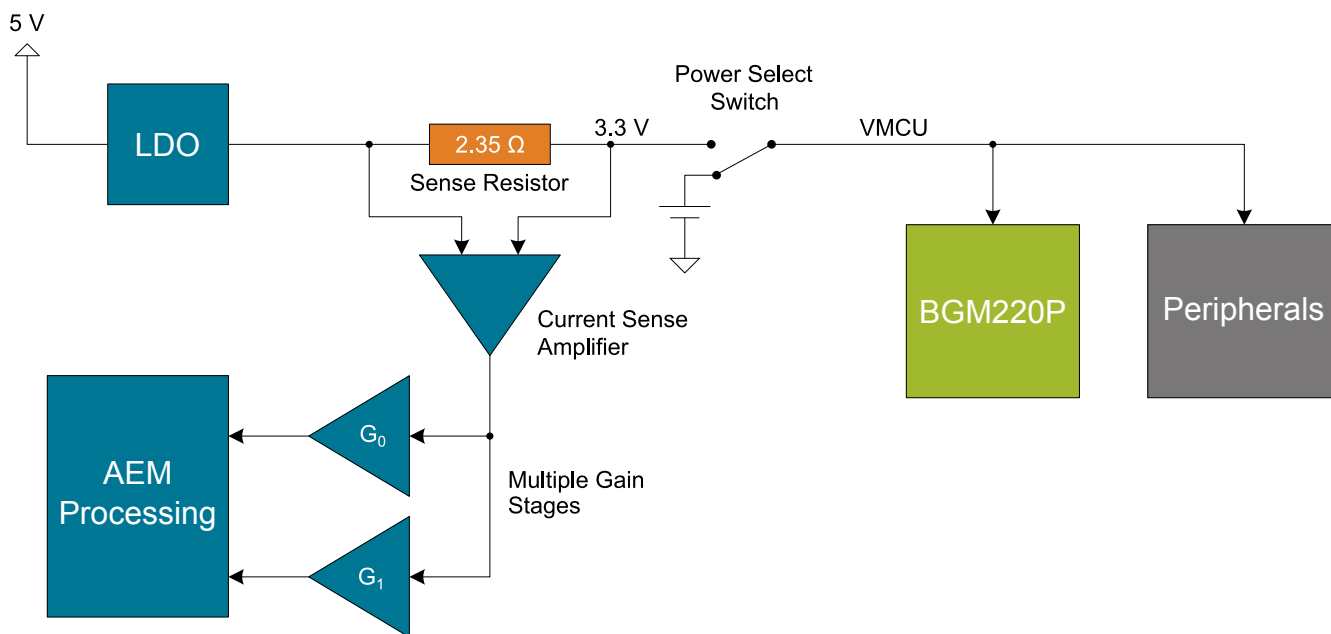 5 V
LDO
2.35 Ω
Sense Resistor
3.3 V
Power Select
Switch
VMCU
BGM220P
Peripherals
Current Sense
Amplifier
AEM
Processing
G₀
G₁
Multiple Gain
Stages